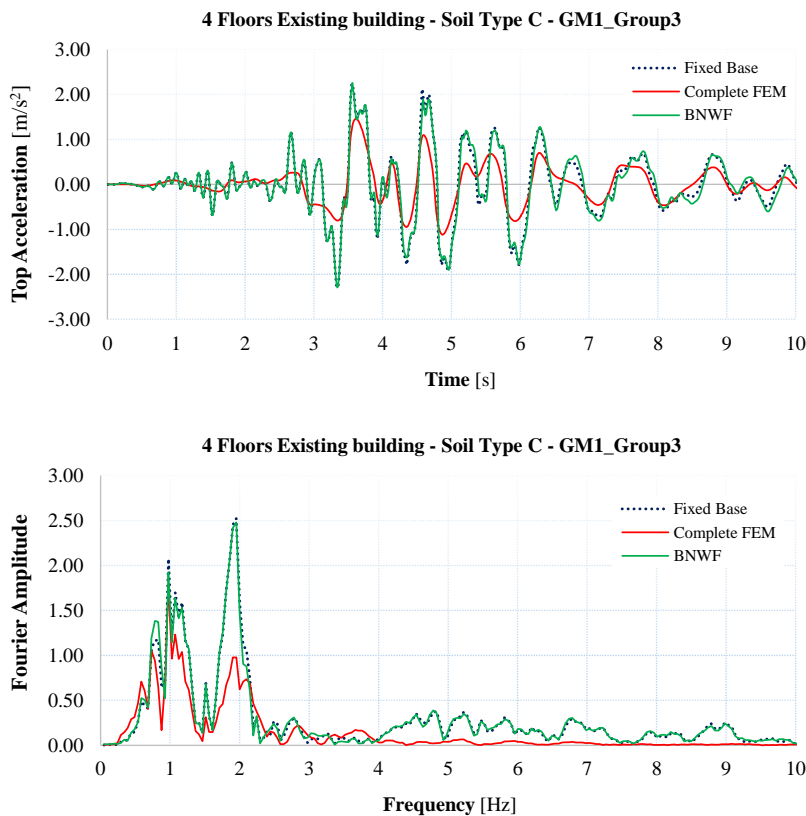 4 Floors Existing building - Soil Type C - GM1_Group3
3.00
2.00
1.00
0.00
-1.00
-2.00
-3.00
Top Acceleration [m/s²]
Fixed Base
Complete FEM
BNWF
0 1 2 3 4 5 6 7 8 9 10
Time [s]
4 Floors Existing building - Soil Type C - GM1_Group3
3.00
2.50
2.00
1.50
1.00
0.50
0.00
Fourier Amplitude
Fixed Base
Complete FEM
BNWF
0 1 2 3 4 5 6 7 8 9 10
Frequency [Hz]